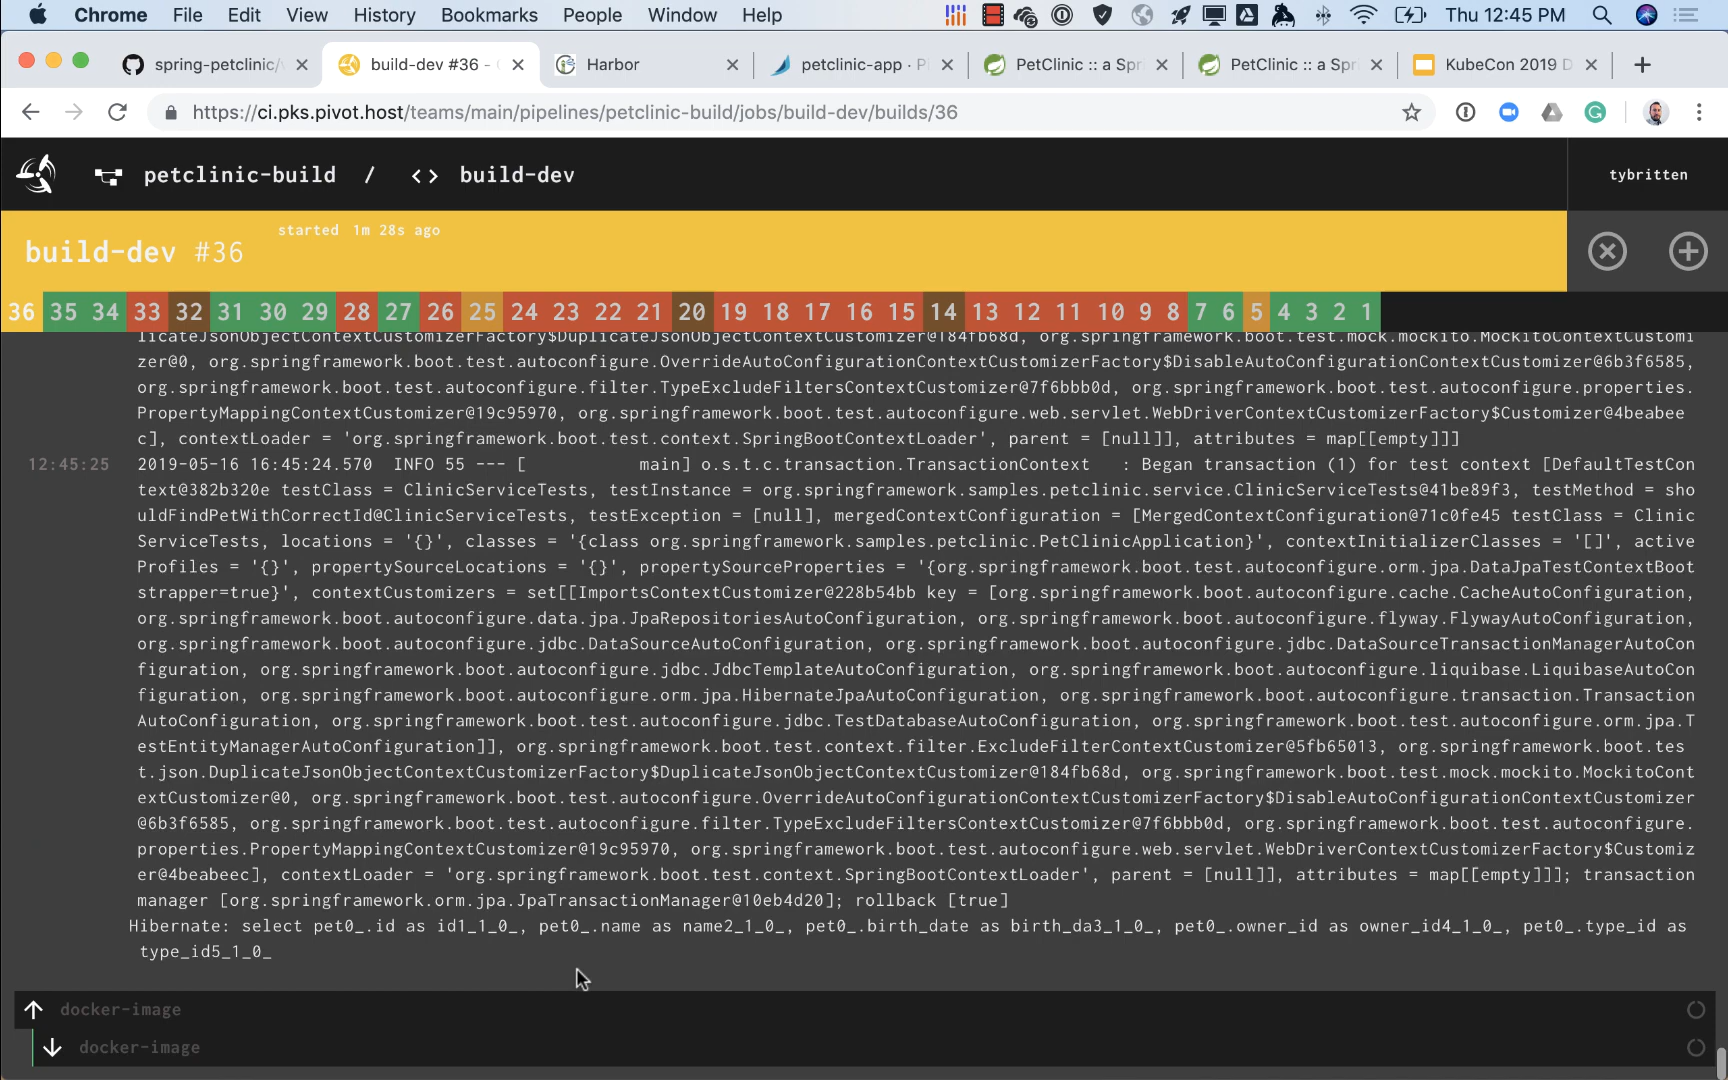 Chrome File Edit View History Bookmarks People Window Help Thu 12:45 PM
spring-petclinic/ build-dev #36 - Harbor petclinic-app · PetClinic :: a Spr PetClinic :: a Spr KubeCon 2019 D
https://ci.pks.pivot.host/teams/main/pipelines/petclinic-build/jobs/build-dev/builds/36
petclinic-build / <> build-dev tybritten
started 1m 28s ago
build-dev #36
36 35 34 33 32 31 30 29 28 27 26 25 24 23 22 21 20 19 18 17 16 15 14 13 12 11 10 9 8 7 6 5 4 3 2 1
licateJsonObjectContextCustomizerFactory$DuplicateJsonObjectContextCustomizer@184fb68d, org.springframework.boot.test.mock.mockito.MockitoContextCustomi
zer@0, org.springframework.boot.test.autoconfigure.OverrideAutoConfigurationContextCustomizerFactory$DisableAutoConfigurationContextCustomizer@6b3f6585,
org.springframework.boot.test.autoconfigure.filter.TypeExcludeFiltersContextCustomizer@7f6bbb0d, org.springframework.boot.test.autoconfigure.properties.
PropertyMappingContextCustomizer@19c95970, org.springframework.boot.test.autoconfigure.web.servlet.WebDriverContextCustomizerFactory$Customizer@4beabee
c], contextLoader = 'org.springframework.boot.test.context.SpringBootContextLoader', parent = [null]], attributes = map[[empty]]]
12:45:25 2019-05-16 16:45:24.570 INFO 55 --- [ main] o.s.t.c.transaction.TransactionContext : Began transaction (1) for test context [DefaultTestCon
text@382b320e testClass = ClinicServiceTests, testInstance = org.springframework.samples.petclinic.service.ClinicServiceTests@41be89f3, testMethod = sho
uldFindPetWithCorrectId@ClinicServiceTests, testException = [null], mergedContextConfiguration = [MergedContextConfiguration@71c0fe45 testClass = Clinic
ServiceTests, locations = '{}', classes = '{class org.springframework.samples.petclinic.PetClinicApplication}', contextInitializerClasses = '[]', active
Profiles = '{}', propertySourceLocations = '{}', propertySourceProperties = '{org.springframework.boot.test.autoconfigure.orm.jpa.DataJpaTestContextBoot
strapper=true}', contextCustomizers = set[[ImportsContextCustomizer@228b54bb key = [org.springframework.boot.autoconfigure.cache.CacheAutoConfiguration,
org.springframework.boot.autoconfigure.data.jpa.JpaRepositoriesAutoConfiguration, org.springframework.boot.autoconfigure.flyway.FlywayAutoConfiguration,
org.springframework.boot.autoconfigure.jdbc.DataSourceAutoConfiguration, org.springframework.boot.autoconfigure.jdbc.DataSourceTransactionManagerAutoCon
figuration, org.springframework.boot.autoconfigure.jdbc.JdbcTemplateAutoConfiguration, org.springframework.boot.autoconfigure.liquibase.LiquibaseAutoCon
figuration, org.springframework.boot.autoconfigure.orm.jpa.HibernateJpaAutoConfiguration, org.springframework.boot.autoconfigure.transaction.Transaction
AutoConfiguration, org.springframework.boot.test.autoconfigure.jdbc.TestDatabaseAutoConfiguration, org.springframework.boot.test.autoconfigure.orm.jpa.T
estEntityManagerAutoConfiguration]], org.springframework.boot.test.context.filter.ExcludeFilterContextCustomizer@5fb65013, org.springframework.boot.tes
t.json.DuplicateJsonObjectContextCustomizerFactory$DuplicateJsonObjectContextCustomizer@184fb68d, org.springframework.boot.test.mock.mockito.MockitoCont
extCustomizer@0, org.springframework.boot.test.autoconfigure.OverrideAutoConfigurationContextCustomizerFactory$DisableAutoConfigurationContextCustomizer
@6b3f6585, org.springframework.boot.test.autoconfigure.filter.TypeExcludeFiltersContextCustomizer@7f6bbb0d, org.springframework.boot.test.autoconfigure.
properties.PropertyMappingContextCustomizer@19c95970, org.springframework.boot.test.autoconfigure.web.servlet.WebDriverContextCustomizerFactory$Customiz
er@4beabeec], contextLoader = 'org.springframework.boot.test.context.SpringBootContextLoader', parent = [null]], attributes = map[[empty]]]; transaction
manager [org.springframework.orm.jpa.JpaTransactionManager@10eb4d20]; rollback [true]
Hibernate: select pet0_.id as id1_1_0_, pet0_.name as name2_1_0_, pet0_.birth_date as birth_da3_1_0_, pet0_.owner_id as owner_id4_1_0_, pet0_.type_id as
type_id5_1_0_
docker-image
docker-image